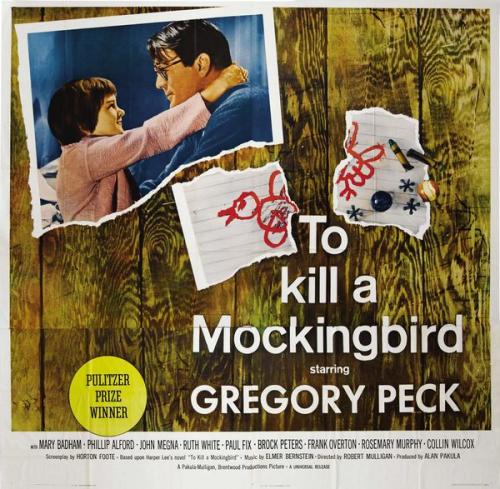 To
kill a
Mockingbird
starring
GREGORY PECK
PULITZER
PRIZE
WINNER
with MARY BADHAM • PHILLIP ALFORD • JOHN MEGNA • RUTH WHITE • PAUL FIX • BROCK PETERS • FRANK OVERTON • ROSEMARY MURPHY • COLLIN WILCOX
Screenplay by HORTON FOOTE • Based upon Harper Lee's novel "To Kill a Mockingbird" • Music by ELMER BERNSTEIN • Directed by ROBERT MULLIGAN • Produced by ALAN PAKULA
A Pakula-Mulligan, Brentwood Productions Picture • A UNIVERSAL RELEASE